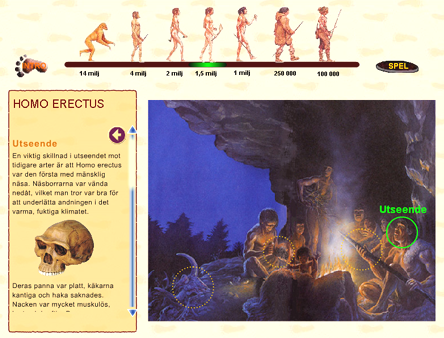 SPEL
14 milj 4 milj 2 milj 1,5 milj 1 milj 250 000 100 000
HOMO ERECTUS
Utseende
En viktig skillnad i utseendet mot
tidigare arter är att Homo erectus
var den första med mänsklig
näsa. Näsborrarna var vända
nedåt, vilket man tror var bra för
att underlätta andningen i det
varma, fuktiga klimatet.
Deras panna var platt, käkarna
kantiga och haka saknades.
Nacken var mycket muskulös,
Utseende